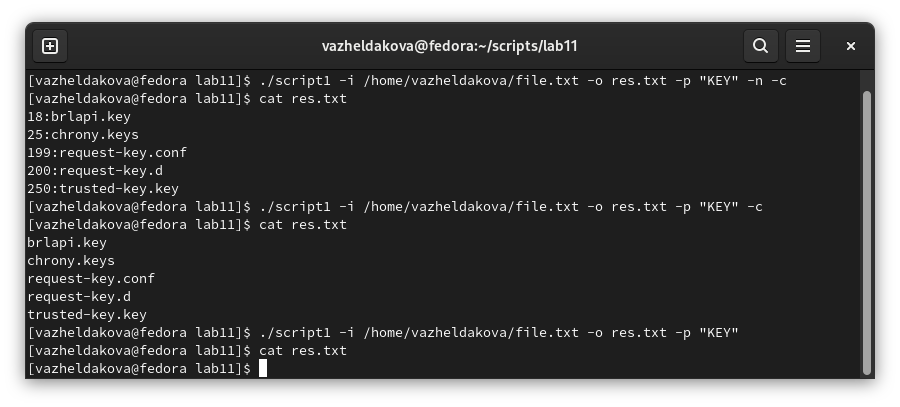 vazheldakova@fedora:~/scripts/lab11
[vazheldakova@fedora lab11]$ ./script1 -i /home/vazheldakova/file.txt -o res.txt -p "KEY" -n -c
[vazheldakova@fedora lab11]$ cat res.txt
18:brlapi.key
25:chrony.keys
199:request-key.conf
200:request-key.d
250:trusted-key.key
[vazheldakova@fedora lab11]$ ./script1 -i /home/vazheldakova/file.txt -o res.txt -p "KEY" -c
[vazheldakova@fedora lab11]$ cat res.txt
brlapi.key
chrony.keys
request-key.conf
request-key.d
trusted-key.key
[vazheldakova@fedora lab11]$ ./script1 -i /home/vazheldakova/file.txt -o res.txt -p "KEY"
[vazheldakova@fedora lab11]$ cat res.txt
[vazheldakova@fedora lab11]$